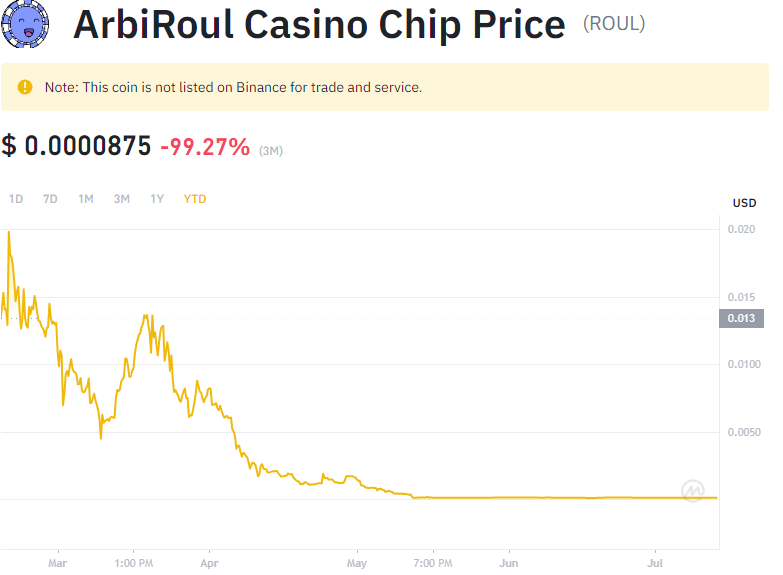 ArbiRoul Casino Chip Price (ROUL)
Note: This coin is not listed on Binance for trade and service.
$ 0.0000875 -99.27% (3M)
1D 7D 1M 3M 1Y YTD
USD
0.020
0.015
0.013
0.0100
0.0050
Mar 1:00 PM Apr May 7:00 PM Jun Jul